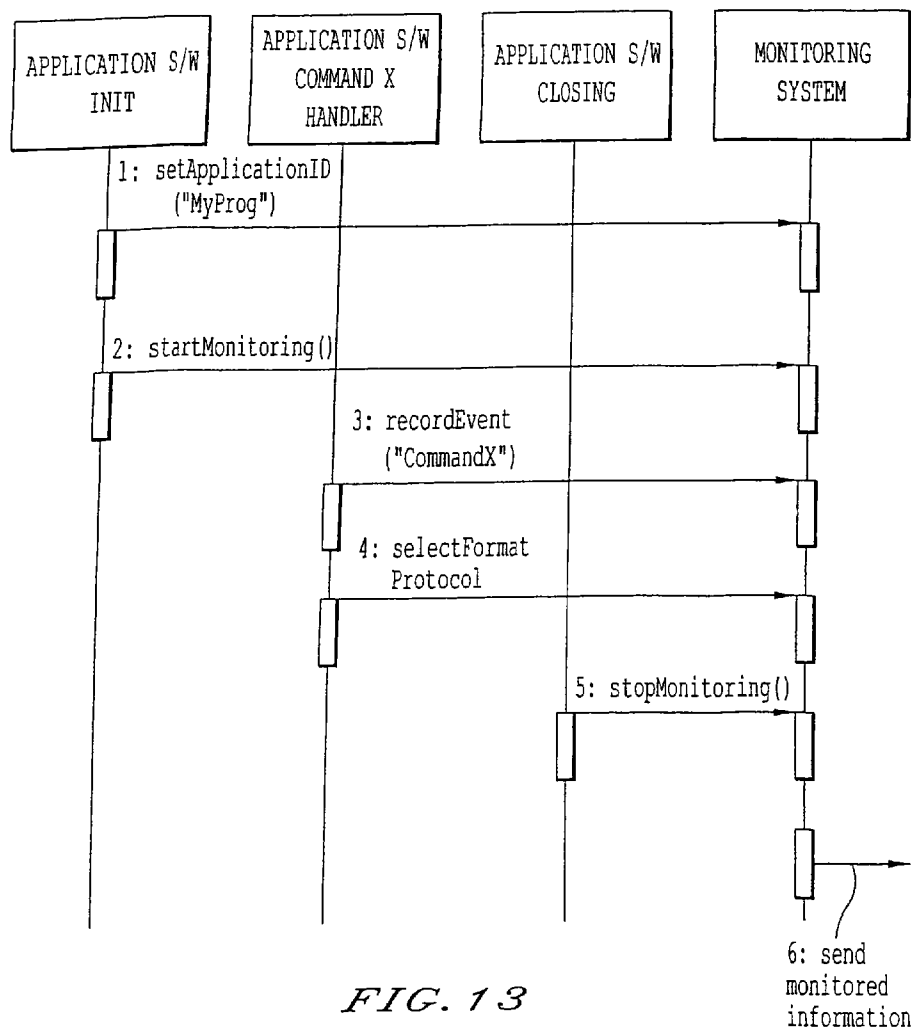 APPLICATION S/W
INIT
APPLICATION S/W
COMMAND X
HANDLER
APPLICATION S/W
CLOSING
MONITORING
SYSTEM
1: setApplicationID
("MyProg")
2: startMonitoring()
3: recordEvent
("CommandX")
4: selectFormat
Protocol
5: stopMonitoring()
6: send
monitored
information
FIG. 13